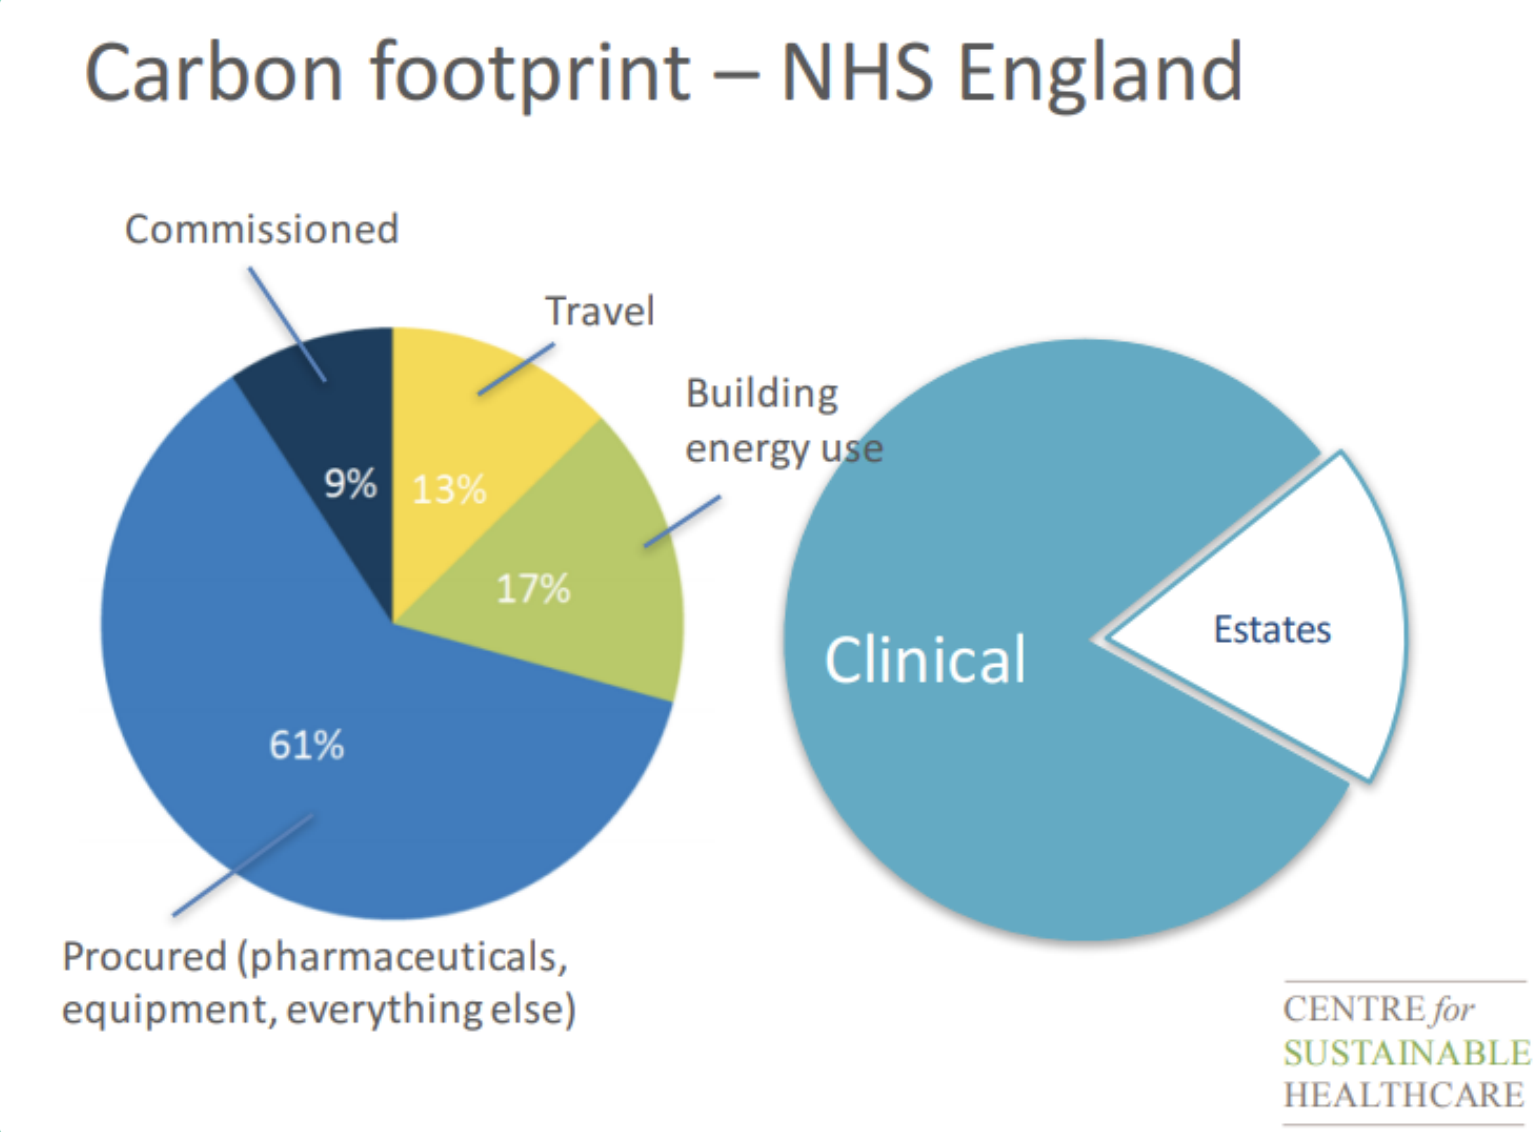 Carbon footprint – NHS England
Commissioned
Travel
Building
energy use
9%
13%
17%
61%
Procured (pharmaceuticals,
equipment, everything else)
Clinical
Estates
CENTRE for
SUSTAINABLE
HEALTHCARE